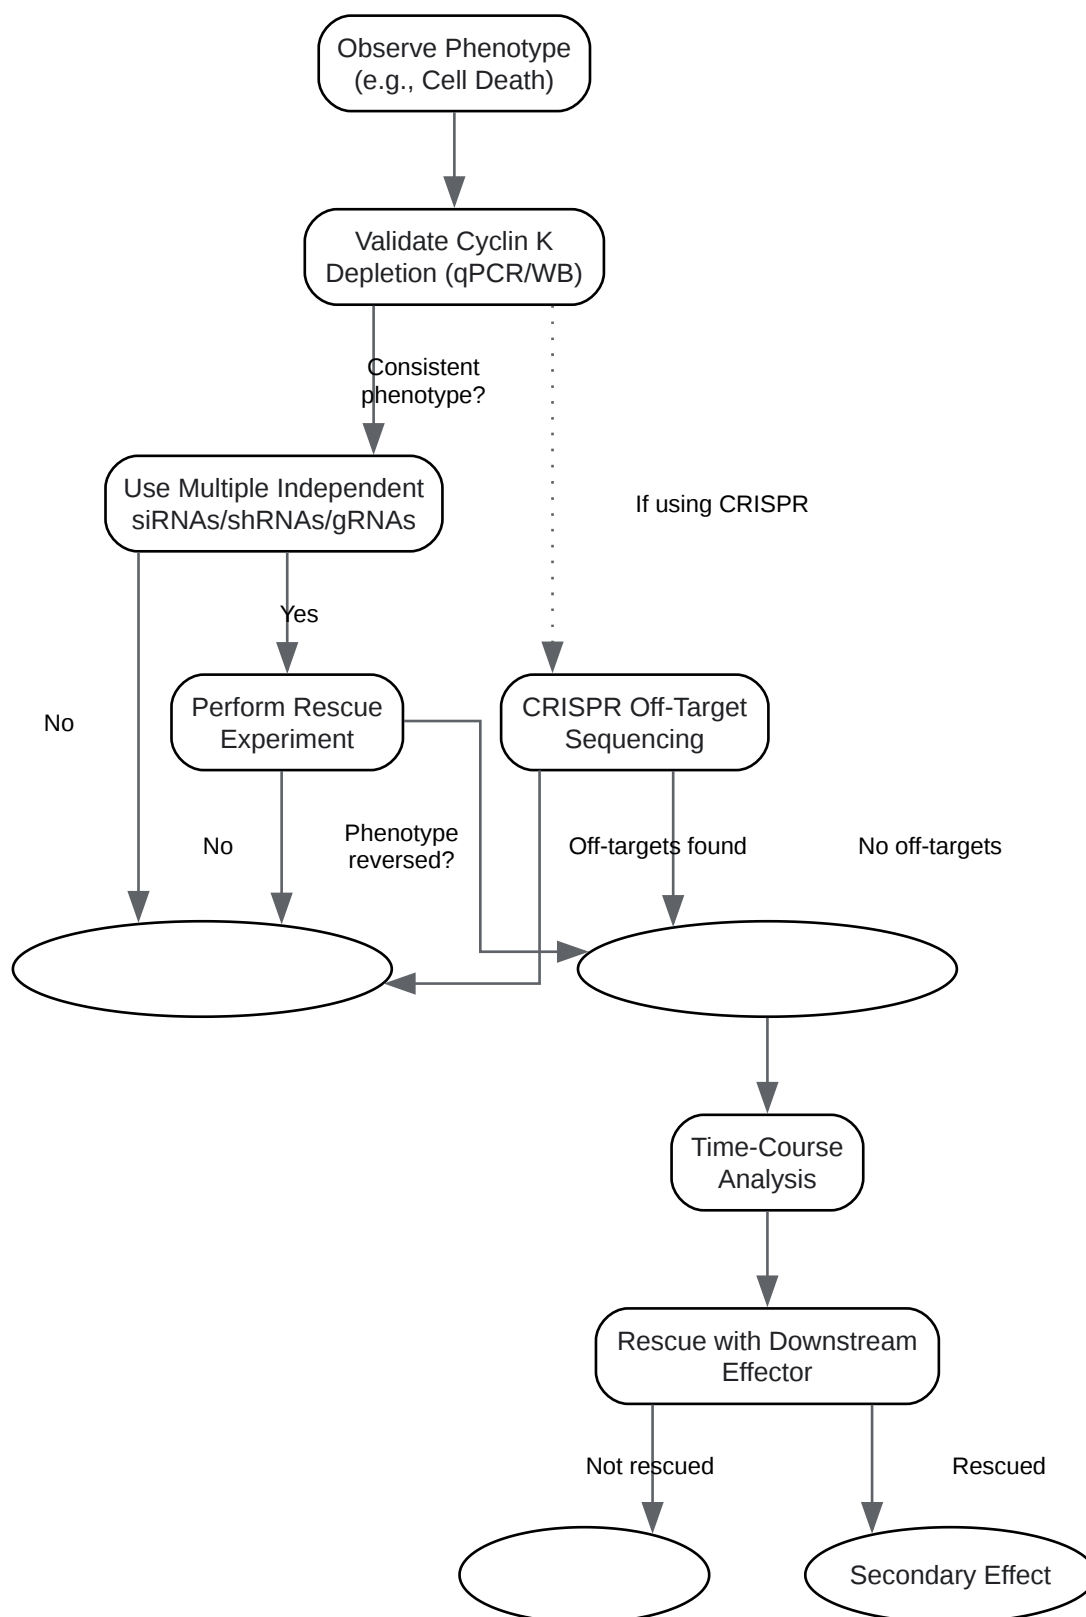 Observe Phenotype
(e.g., Cell Death)
Validate Cyclin K
Depletion (qPCR/WB)
Consistent
phenotype?
Use Multiple Independent
siRNAs/shRNAs/gRNAs
If using CRISPR
Yes
Perform Rescue
Experiment
CRISPR Off-Target
Sequencing
No
No
Phenotype
reversed?
Off-targets found
No off-targets
Time-Course
Analysis
Rescue with Downstream
Effector
Not rescued
Rescued
Secondary Effect